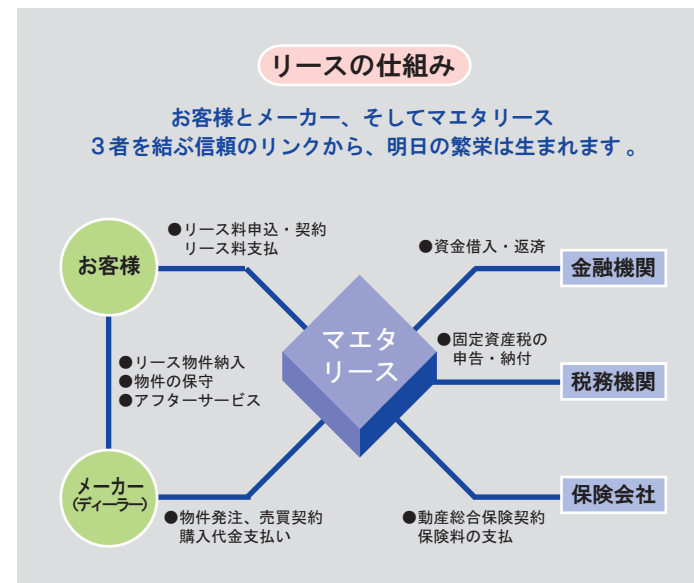 リースの仕組み
お客様とメーカー、そしてマエタリース
3者を結ぶ信頼のリンクから、明日の繁栄は生まれます。
●リース料申込・契約
リース料支払
お客様
●資金借入・返済
金融機関
マエタ
リース
●固定資産税の
申告・納付
税務機関
●リース物件納入
●物件の保守
●アフターサービス
メーカー
(ディーラー)
●物件発注、売買契約
購入代金支払い
●動産総合保険契約
保険料の支払
保険会社